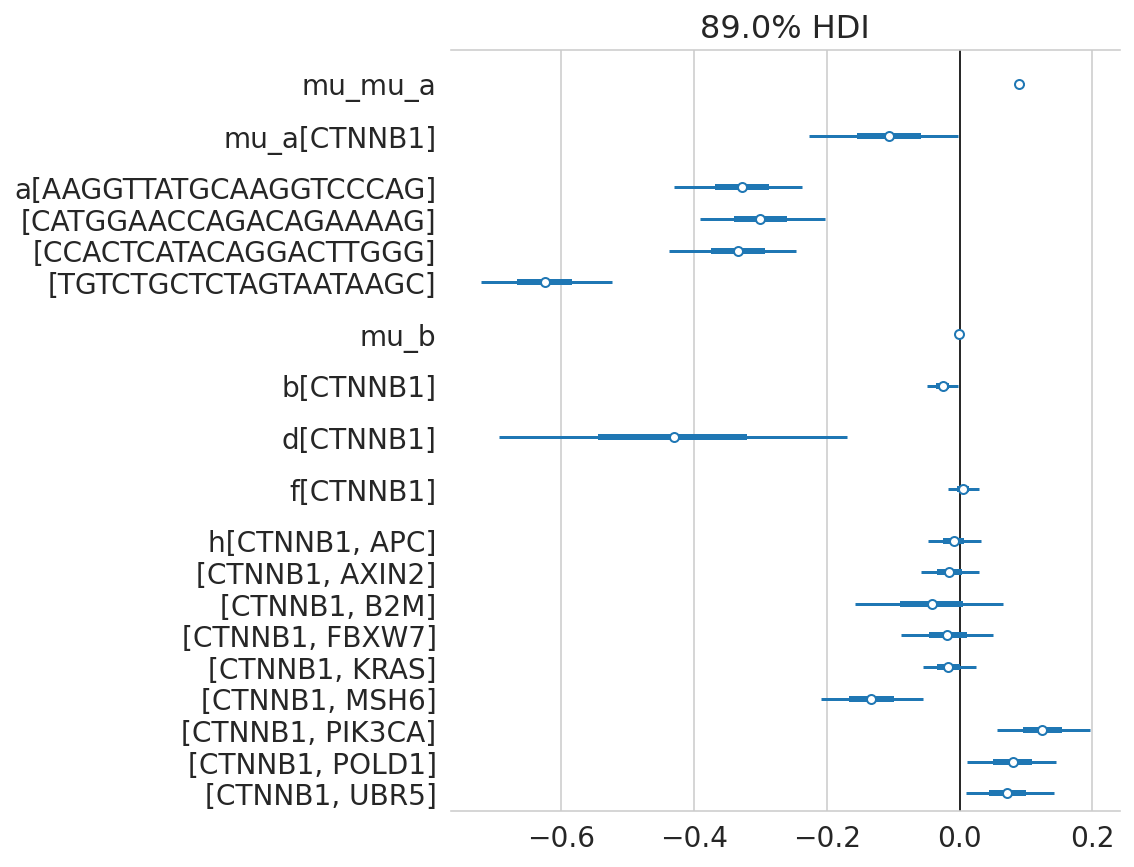 89.0% HDI
mu_mu_a
mu_a[CTNNB1]
a[AAGGTTATGCAAGGTCCCAG]
[CATGGAACCAGACAGAAAAG]
[CCACTCATACAGGACTTGGG]
[TGTCTGCTCTAGTAATAAGC]
mu_b
b[CTNNB1]
d[CTNNB1]
f[CTNNB1]
h[CTNNB1, APC]
[CTNNB1, AXIN2]
[CTNNB1, B2M]
[CTNNB1, FBXW7]
[CTNNB1, KRAS]
[CTNNB1, MSH6]
[CTNNB1, PIK3CA]
[CTNNB1, POLD1]
[CTNNB1, UBR5]
−0.6 −0.4 −0.2 0.0 0.2